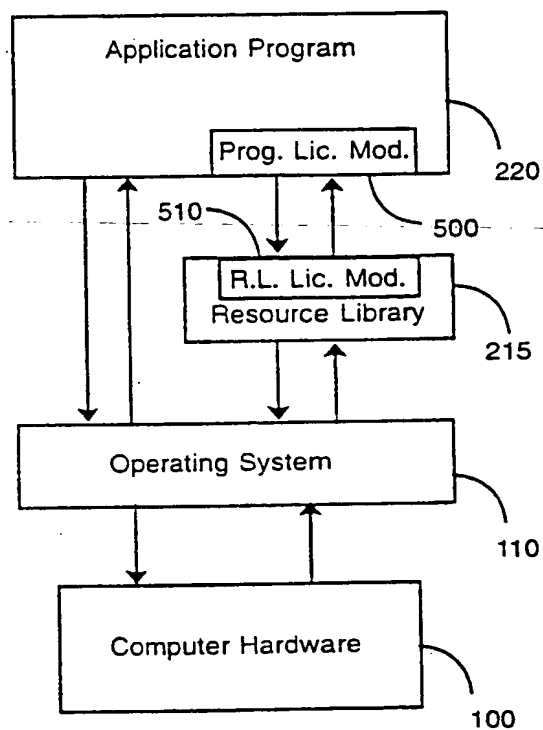 Application Program
Prog. Lic. Mod.
220
510
500
R.L. Lic. Mod.
Resource Library
215
Operating System
110
Computer Hardware
100